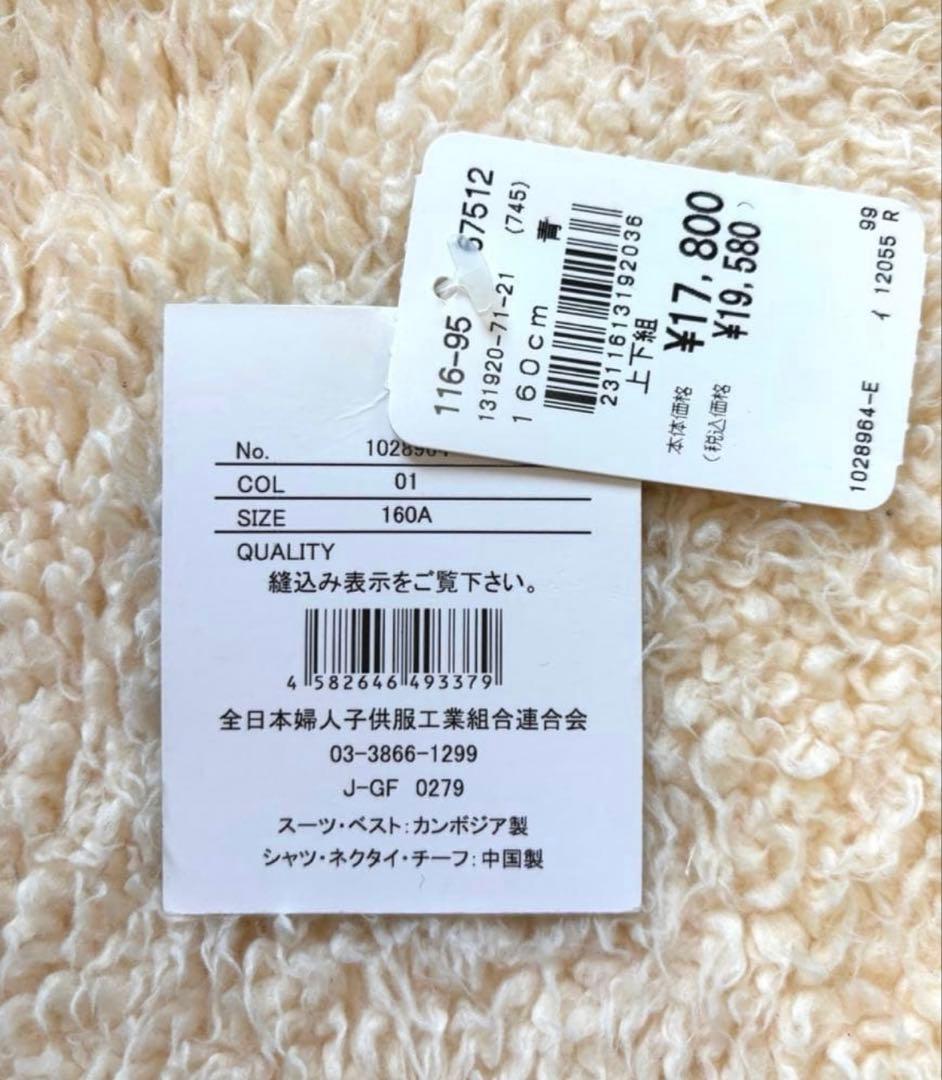 116-95 67512
131920-71-21 (745)
160cm 青
2311613192036
上下組
本体価格 ¥17,800
(税込価格 ¥19,580)
99
1028964-E イ 12055 R
No. 1028964
COL 01
SIZE 160A
QUALITY
縫込み表示をご覧下さい。
4 582646 493379
全日本婦人子供服工業組合連合会
03-3866-1299
J-GF 0279
スーツ・ベスト:カンボジア製
シャツ・ネクタイ・チーフ:中国製